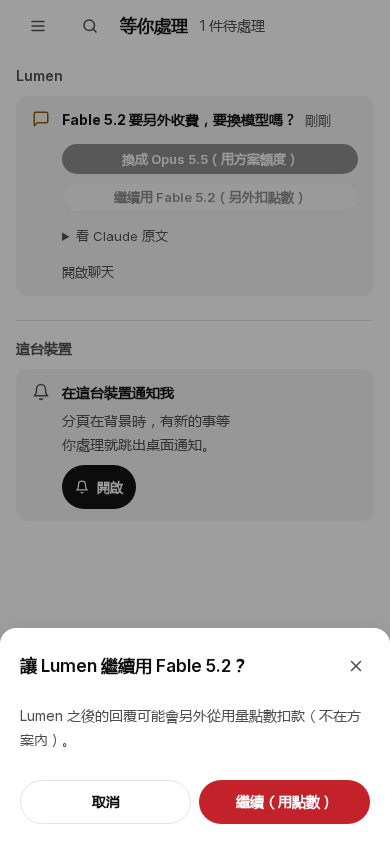 等你處理 1 件待處理
Lumen
Fable 5.2 要另外收費，要換模型嗎？ 剛剛
換成 Opus 5.5（用方案額度）
繼續用 Fable 5.2（另外扣點數）
▶ 看 Claude 原文
開啟聊天
這台裝置
在這台裝置通知我
分頁在背景時，有新的事等
你處理就跳出桌面通知。
開啟
讓 Lumen 繼續用 Fable 5.2？
Lumen 之後的回覆可能會另外從用量點數扣款（不在方
案內）。
取消
繼續（用點數）